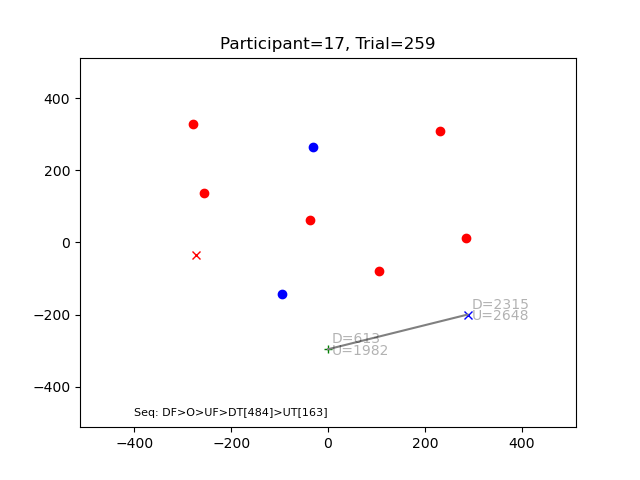 Participant=17, Trial=259
400
200
0
−200
−400
D=2315
U=2648
D=613
U=1982
Seq: DF>O>UF>DT[484]>UT[163]
−400
−200
0
200
400